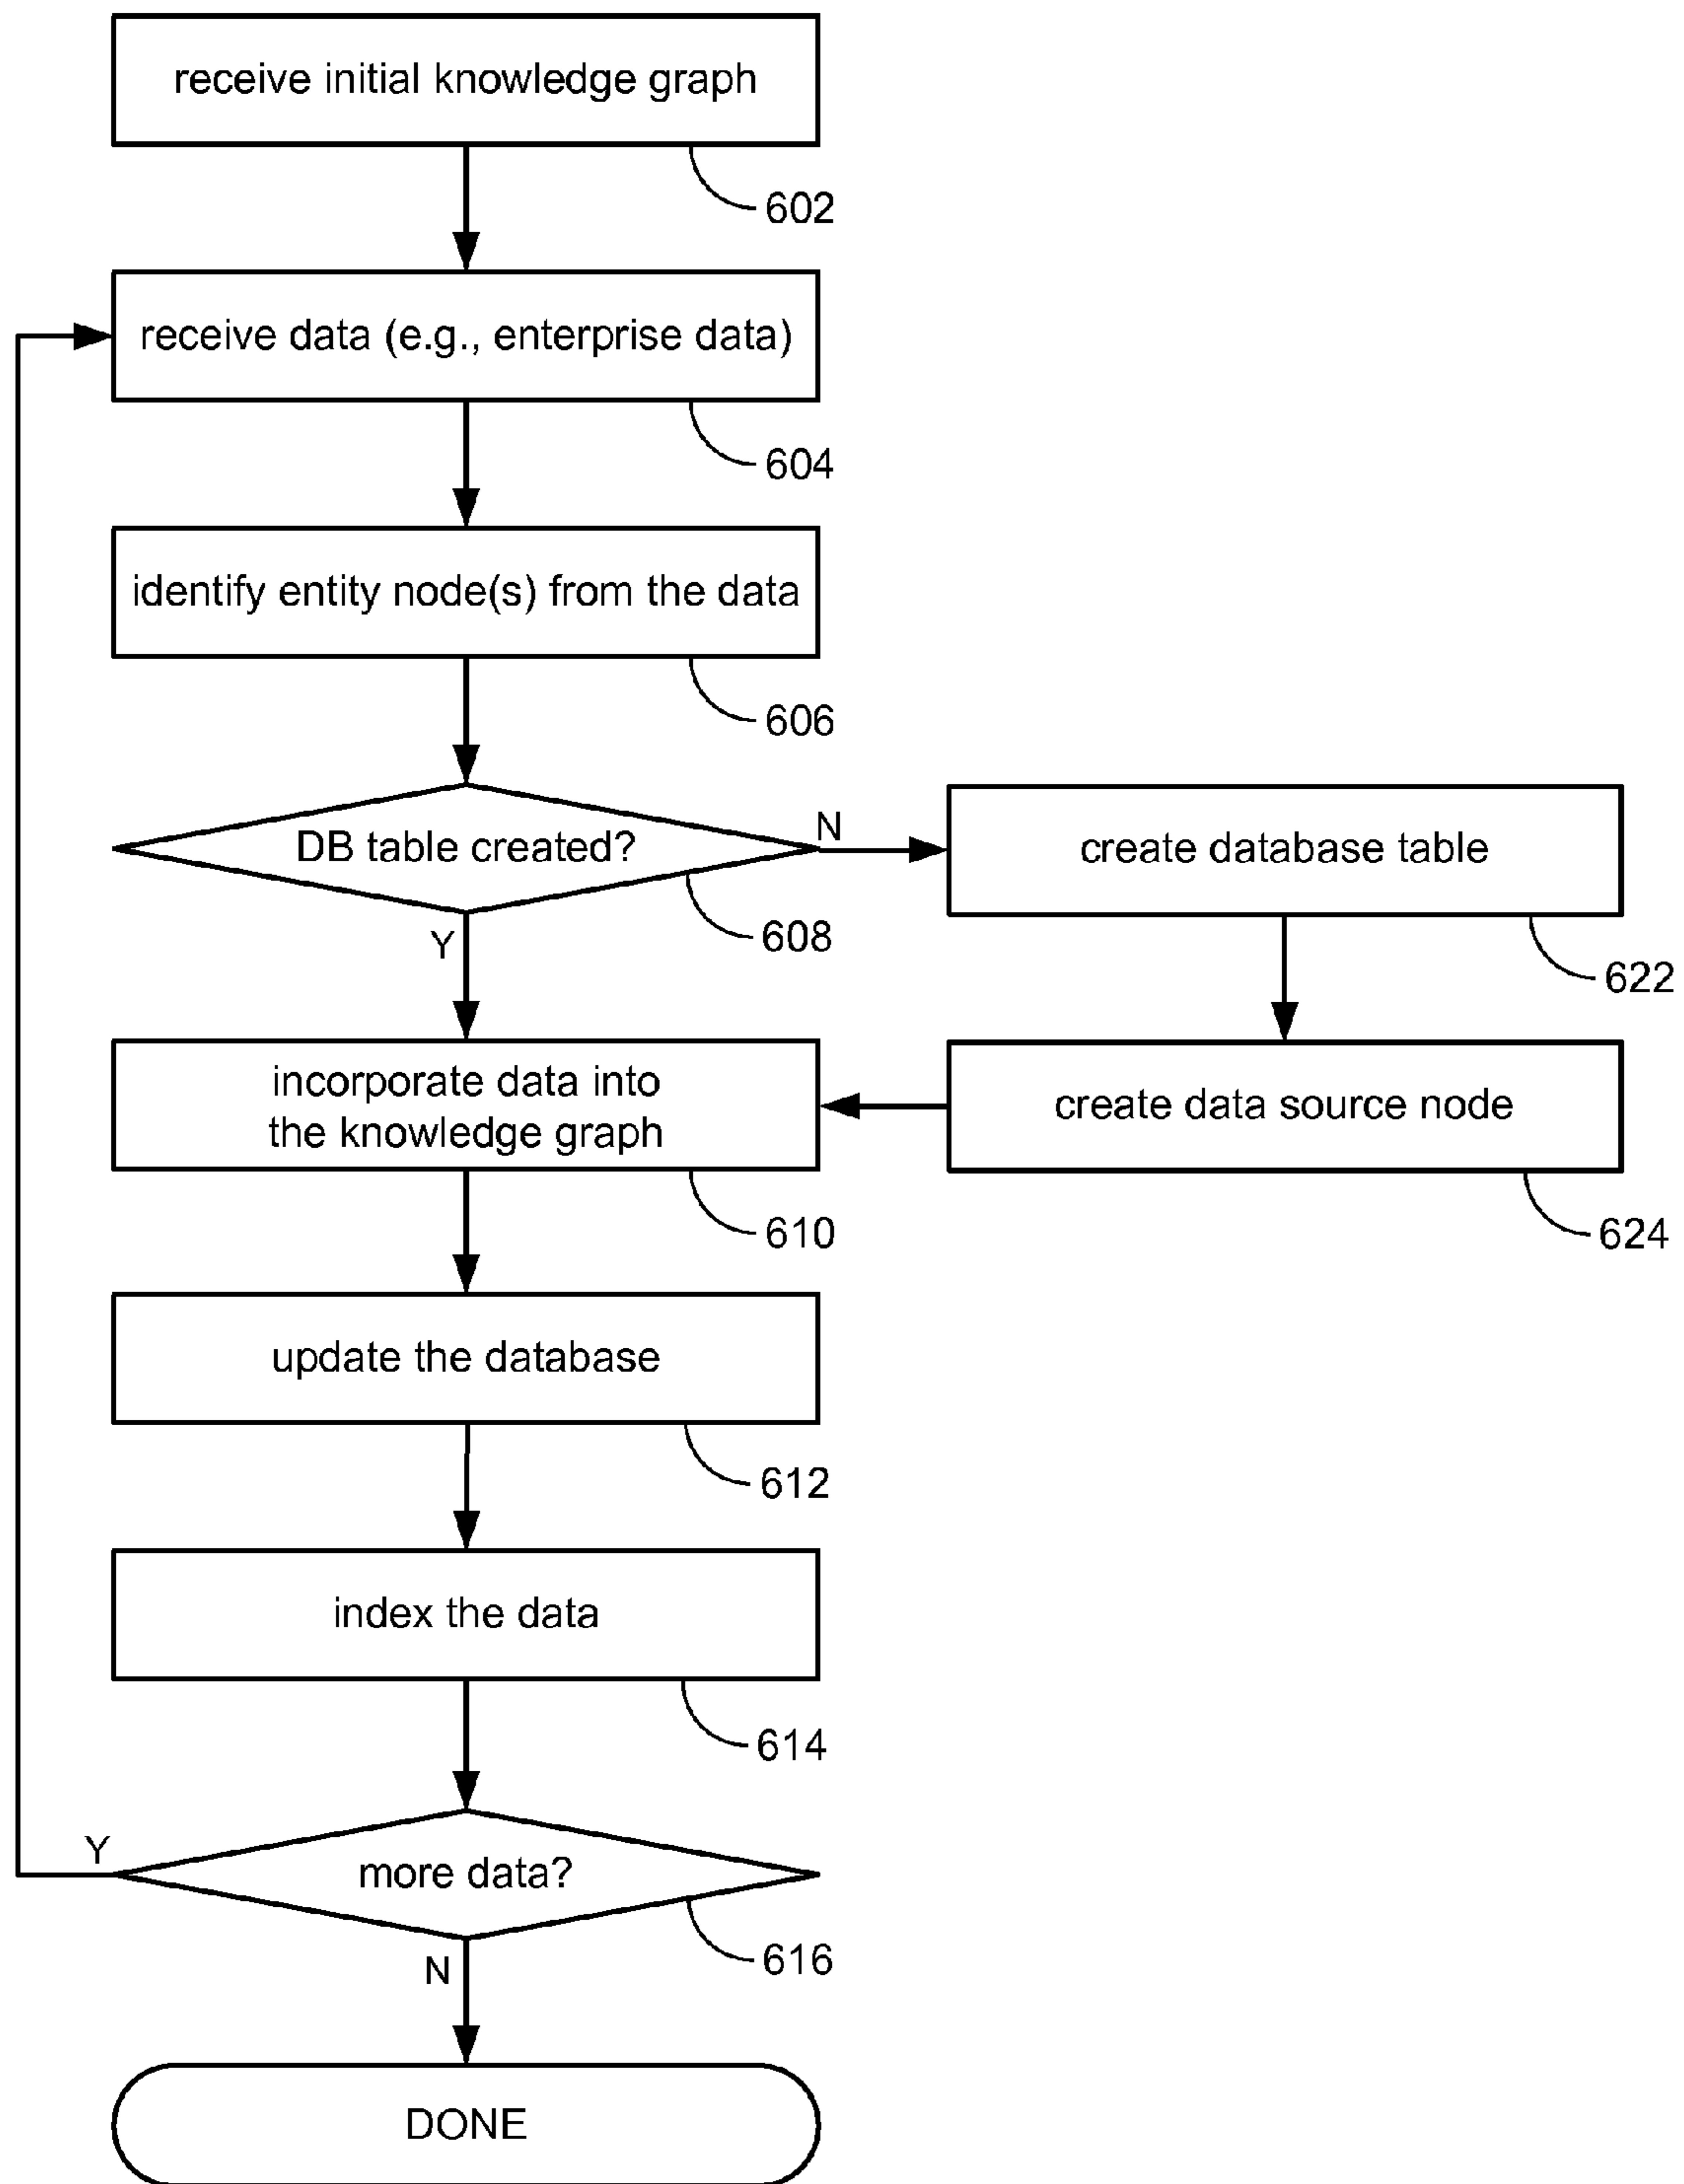 receive initial knowledge graph
602
receive data (e.g., enterprise data)
604
identify entity node(s) from the data
606
DB table created?
N
608
Y
create database table
622
incorporate data into
the knowledge graph
610
create data source node
624
update the database
612
index the data
614
Y
more data?
616
N
DONE